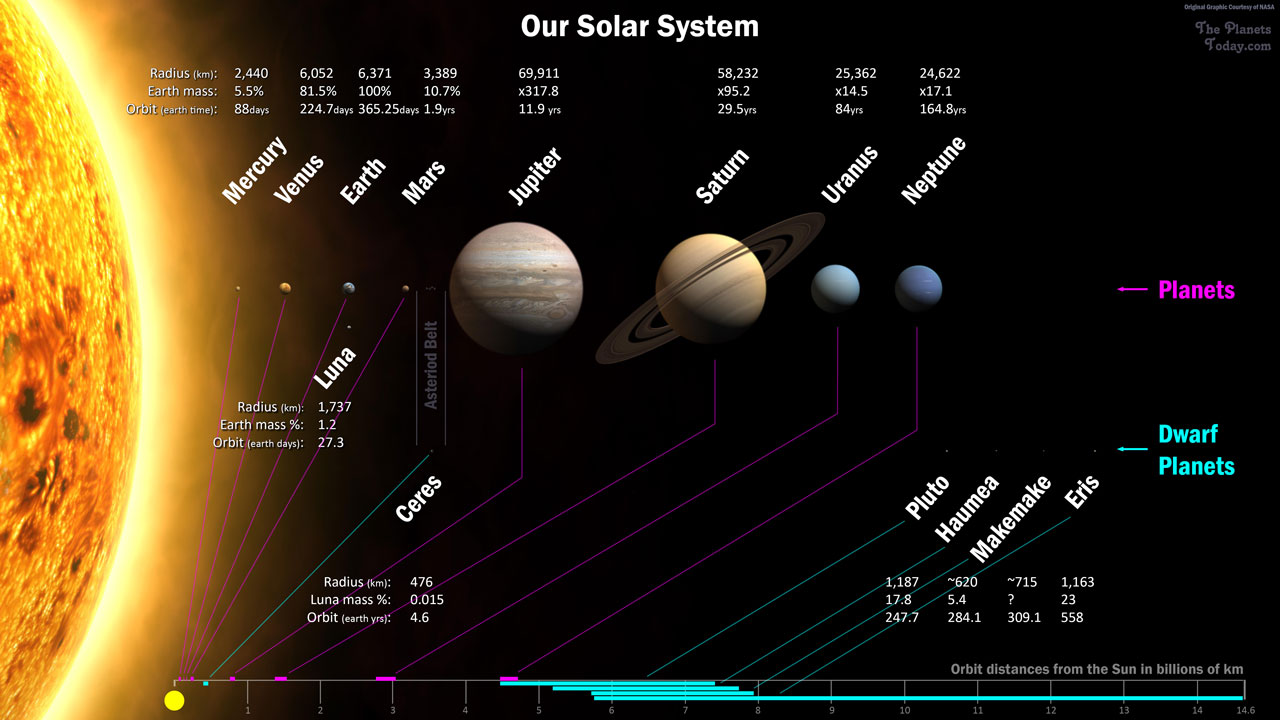 Original Graphic Courtesy of NASA
Our Solar System
The Planets
Today.com
Radius (km): 2,440 6,052 6,371 3,389 69,911 58,232 25,362 24,622
Earth mass: 5.5% 81.5% 100% 10.7% x317.8 x95.2 x14.5 x17.1
Orbit (earth time): 88days 224.7days 365.25days 1.9yrs 11.9 yrs 29.5yrs 84yrs 164.8yrs
Mercury Venus Earth Mars Jupiter Saturn Uranus Neptune
Planets
Asteriod Belt
Luna
Radius (km): 1,737
Earth mass %: 1.2
Orbit (earth days): 27.3
Dwarf
Planets
Ceres
Pluto Haumea Makemake Eris
Radius (km): 476 1,187 ~620 ~715 1,163
Luna mass %: 0.015 17.8 5.4 ? 23
Orbit (earth yrs): 4.6 247.7 284.1 309.1 558
Orbit distances from the Sun in billions of km
1 2 3 4 5 6 7 8 9 10 11 12 13 14 14.6